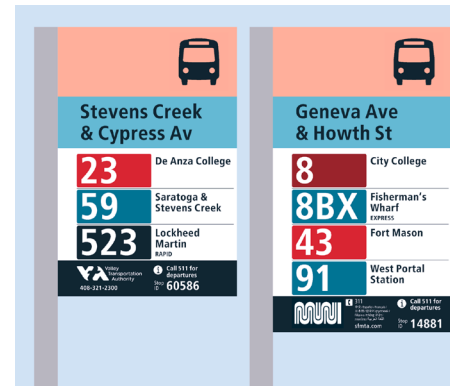 Stevens Creek
& Cypress Av
23
De Anza College
59
Saratoga &
Stevens Creek
523
Lockheed
Martin
RAPID
VTA
Valley
Transportation
Authority
408-321-2300
i Call 511 for
departures
Stop
ID 60586
Geneva Ave
& Howth St
8
City College
8BX
Fisherman's
Wharf
EXPRESS
43
Fort Mason
91
West Portal
Station
muni
311
sfmta.com
i Call 511 for
departures
Stop
ID 14881